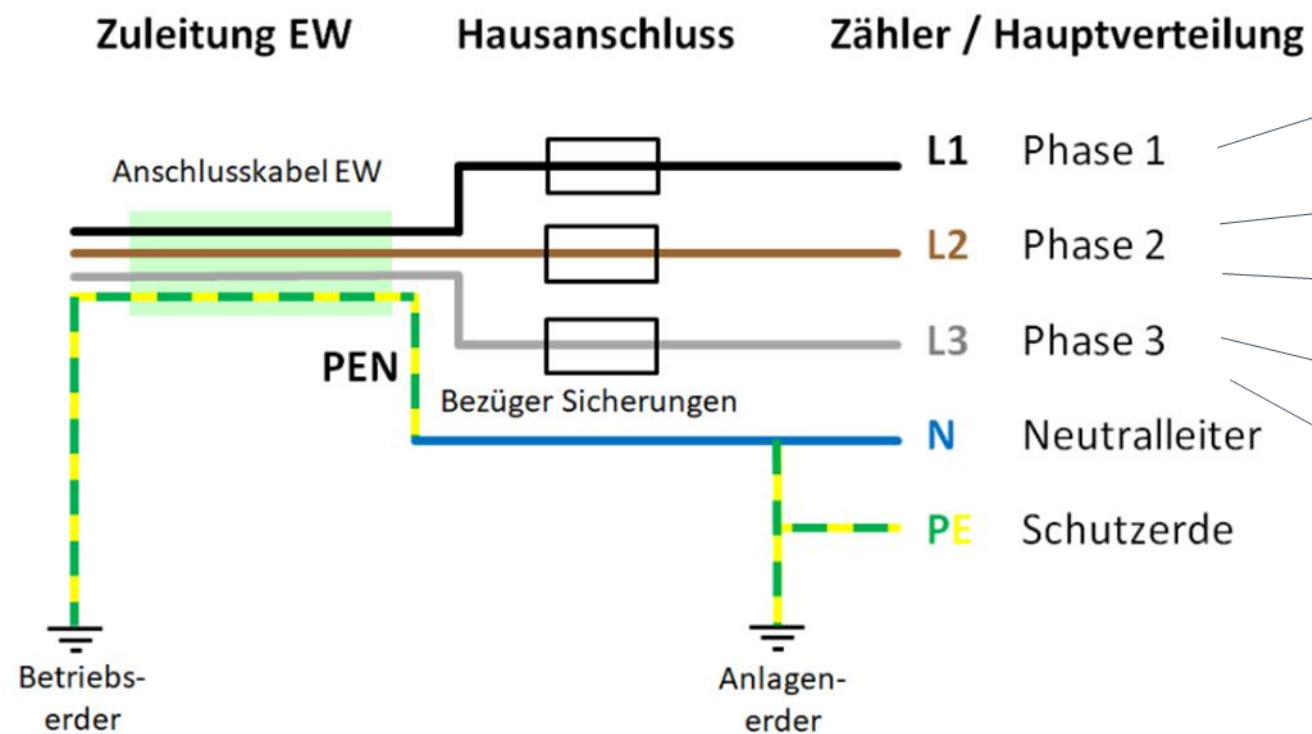 Zuleitung EW
Hausanschluss
Zähler / Hauptverteilung
Anschlusskabel EW
L1 Phase 1
L2 Phase 2
L3 Phase 3
PEN
Bezüger Sicherungen
N Neutralleiter
PE Schutzerde
Betriebs-
erder
Anlagen-
erder